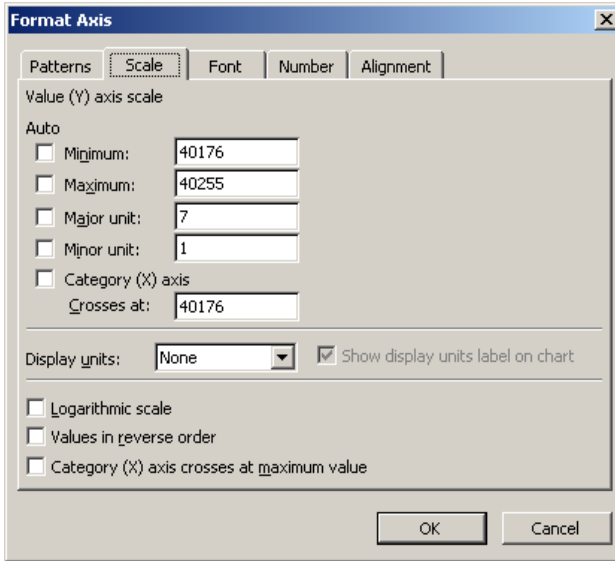 Format Axis
Patterns Scale Font Number Alignment
Value (Y) axis scale
Auto
Minimum: 40176
Maximum: 40255
Major unit: 7
Minor unit: 1
Category (X) axis
Crosses at: 40176
Display units: None Show display units label on chart
Logarithmic scale
Values in reverse order
Category (X) axis crosses at maximum value
OK Cancel